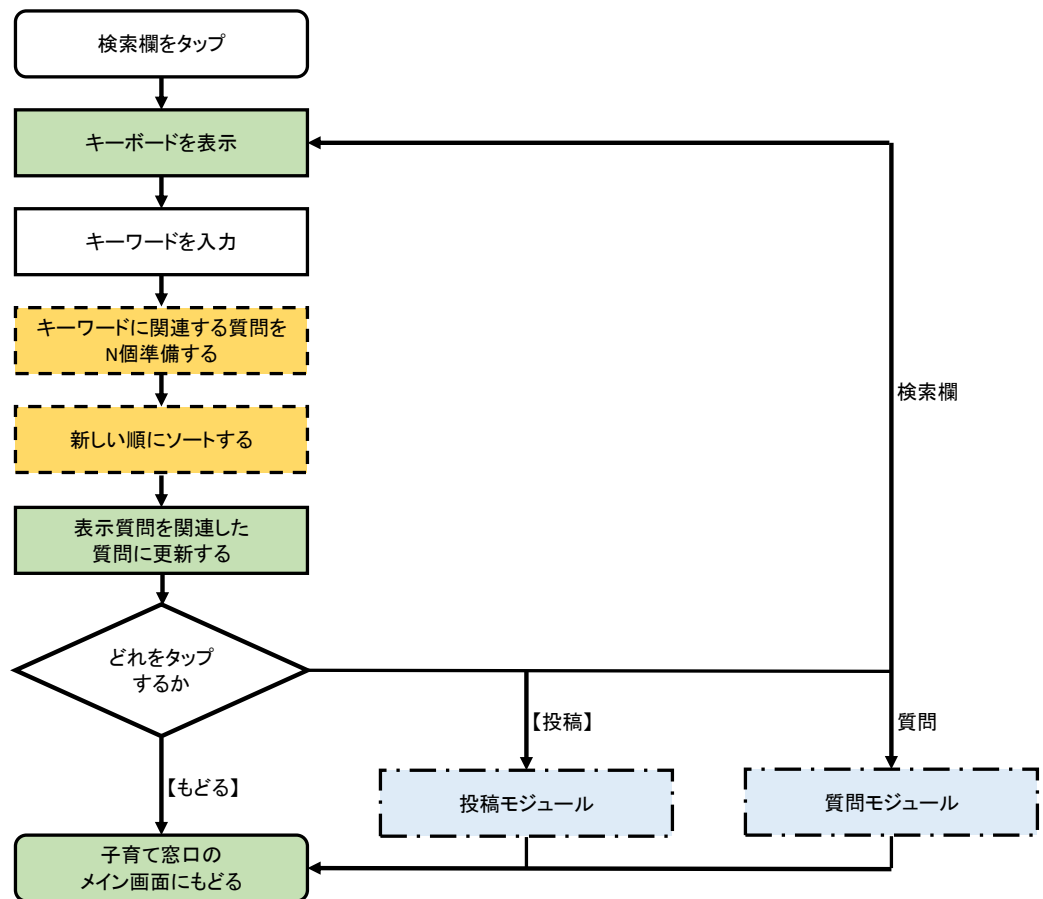 検索欄をタップ
キーボードを表示
キーワードを入力
キーワードに関連する質問を
N個準備する
検索欄
新しい順にソートする
表示質問を関連した
質問に更新する
どれをタップ
するか
【投稿】
質問
【もどる】
投稿モジュール
質問モジュール
子育て窓口の
メイン画面にもどる